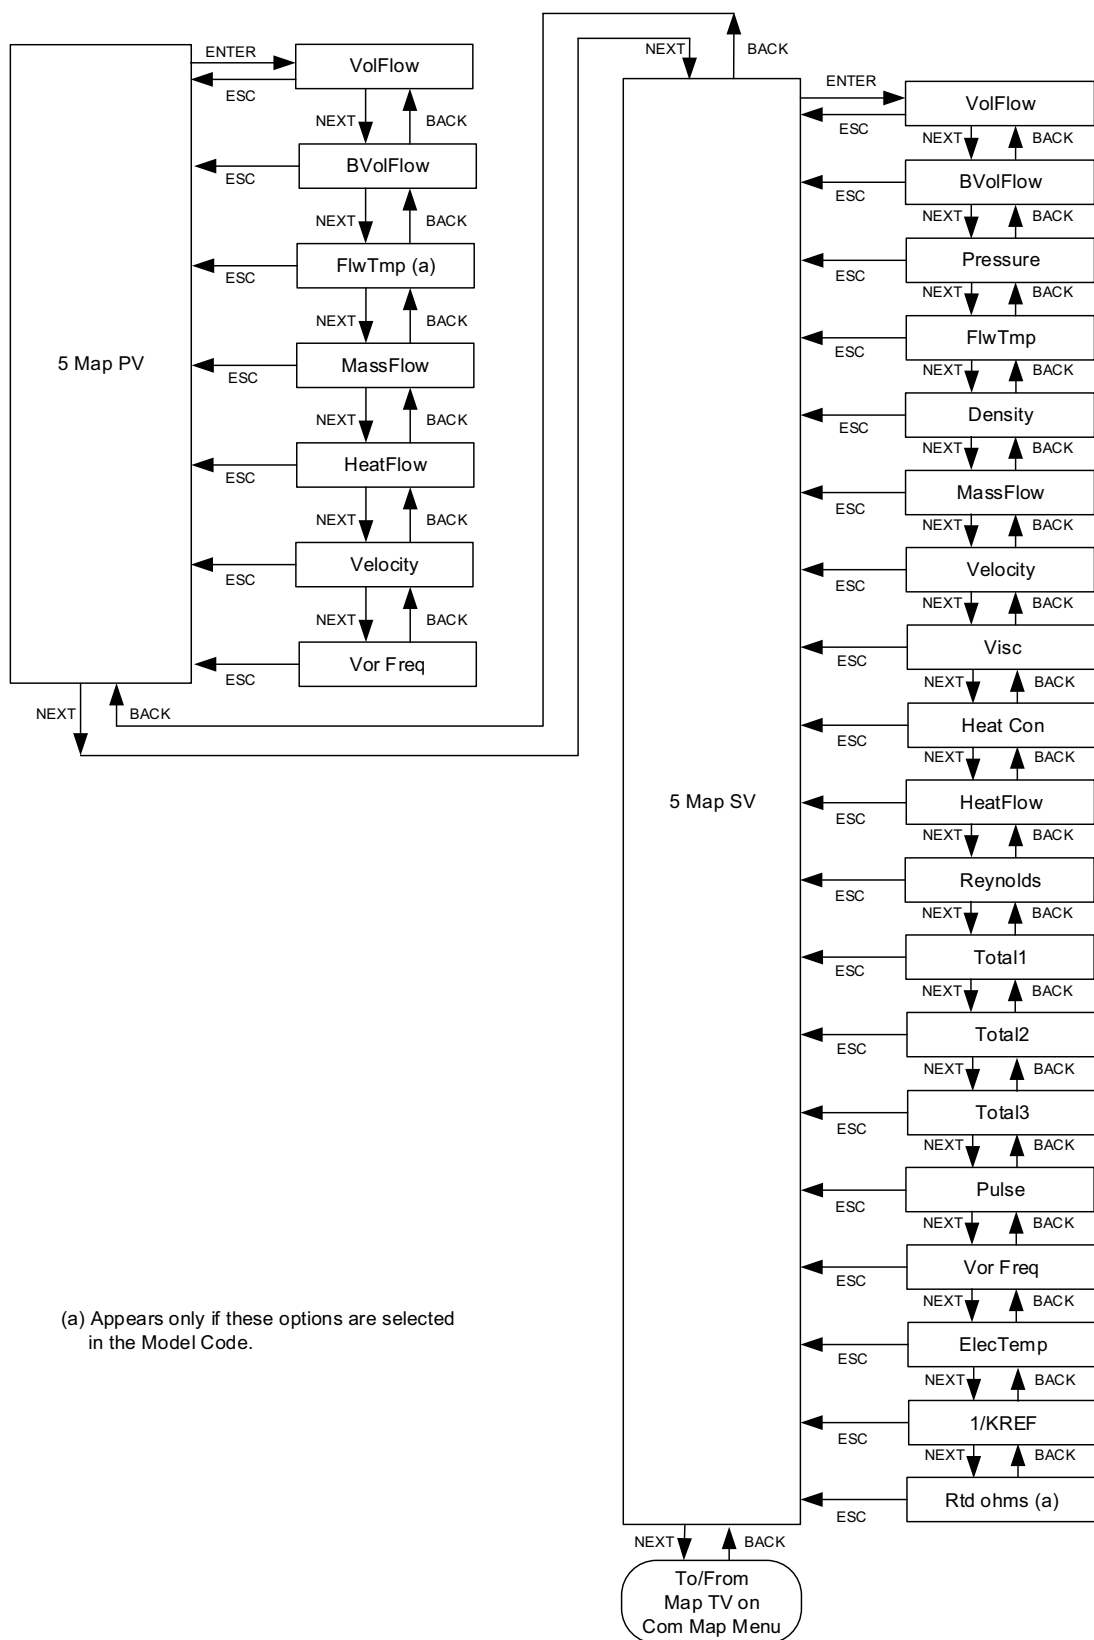 5 Map PV
ENTER
ESC
VolFlow
NEXT
BACK
BVolFlow
ESC
NEXT
BACK
FlwTmp (a)
ESC
NEXT
BACK
MassFlow
ESC
NEXT
BACK
HeatFlow
ESC
NEXT
BACK
Velocity
ESC
NEXT
BACK
Vor Freq
ESC
NEXT
BACK
NEXT
BACK
5 Map SV
ENTER
ESC
VolFlow
NEXT
BACK
BVolFlow
ESC
NEXT
BACK
Pressure
ESC
NEXT
BACK
FlwTmp
ESC
NEXT
BACK
Density
ESC
NEXT
BACK
MassFlow
ESC
NEXT
BACK
Velocity
ESC
NEXT
BACK
Visc
ESC
NEXT
BACK
Heat Con
ESC
NEXT
BACK
HeatFlow
ESC
NEXT
BACK
Reynolds
ESC
NEXT
BACK
Total1
ESC
NEXT
BACK
Total2
ESC
NEXT
BACK
Total3
ESC
NEXT
BACK
Pulse
ESC
NEXT
BACK
Vor Freq
ESC
NEXT
BACK
ElecTemp
ESC
NEXT
BACK
1/KREF
ESC
NEXT
BACK
Rtd ohms (a)
ESC
NEXT
BACK
To/From
Map TV on
Com Map Menu
(a) Appears only if these options are selected
in the Model Code.